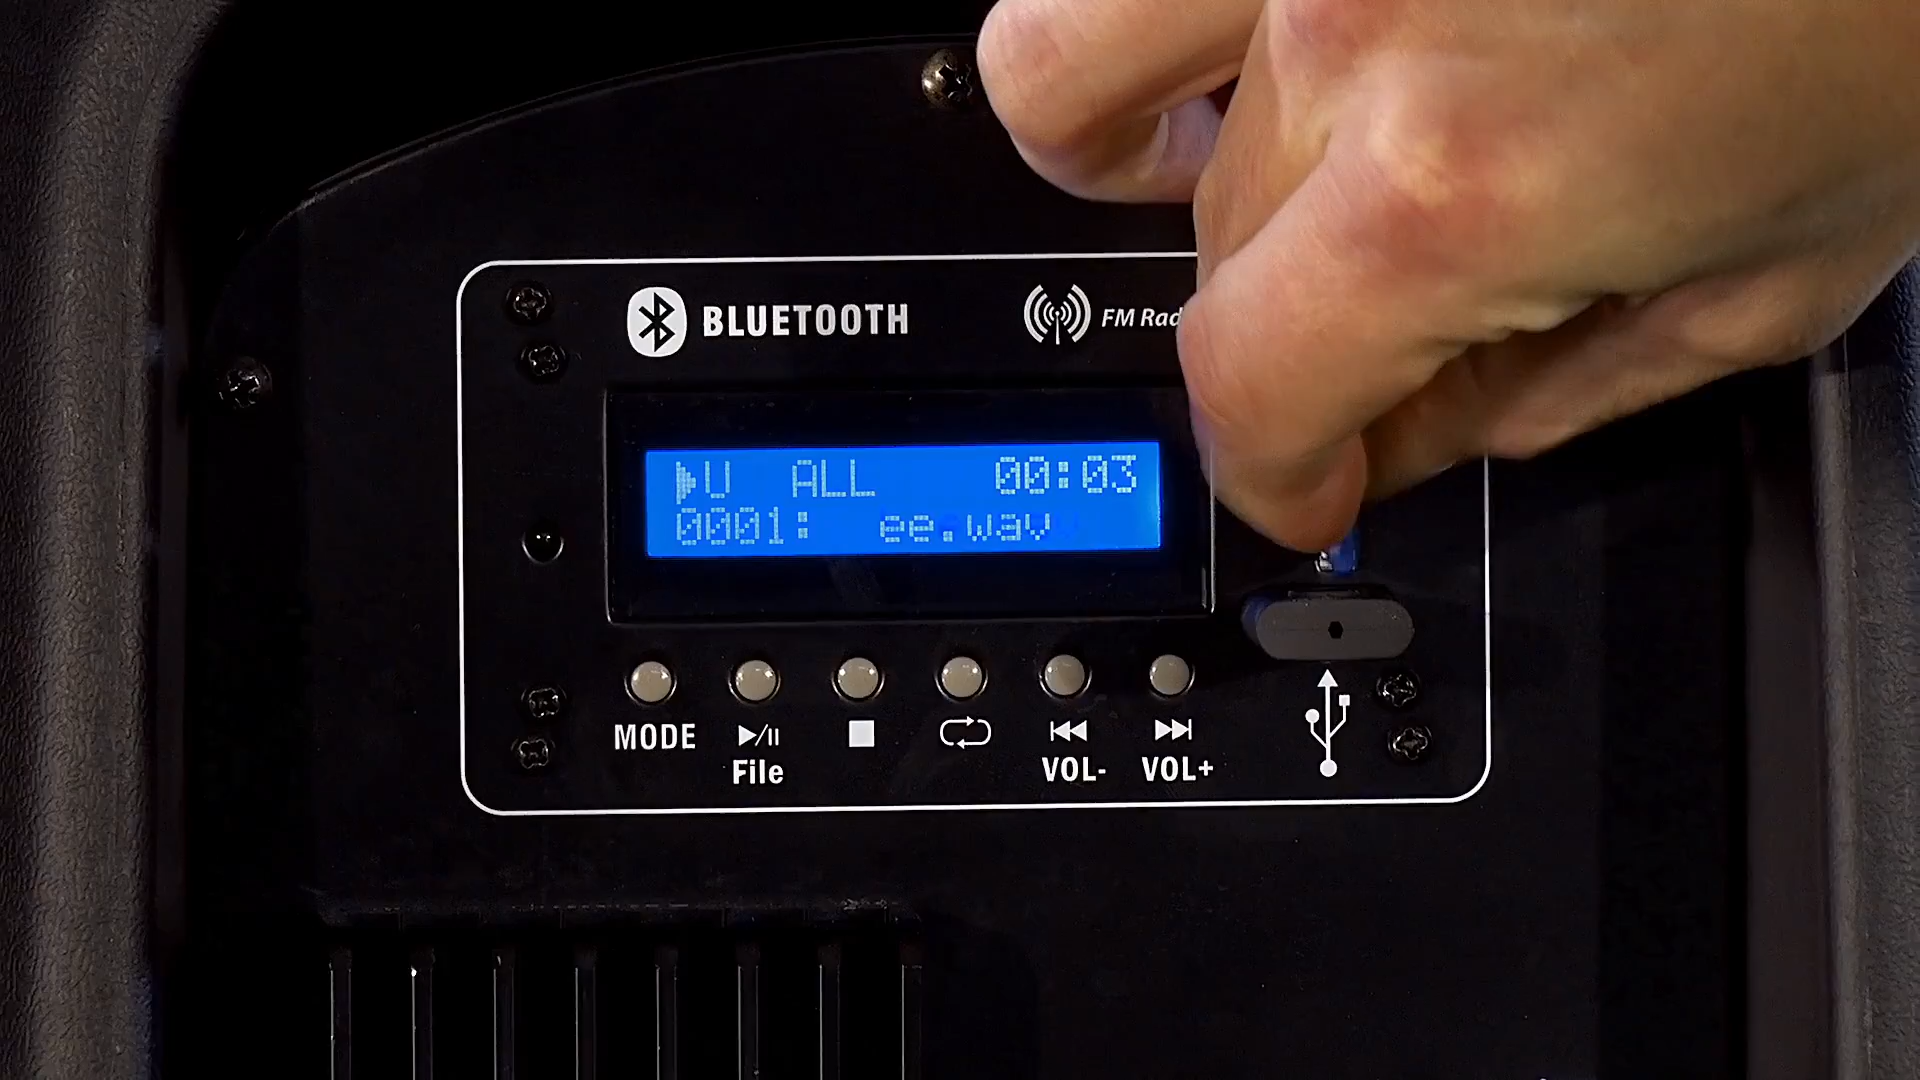 BLUETOOTH
FM Rad
▶U ALL 00:03
0001: ee.wav
MODE
▶/II
File
VOL-
VOL+